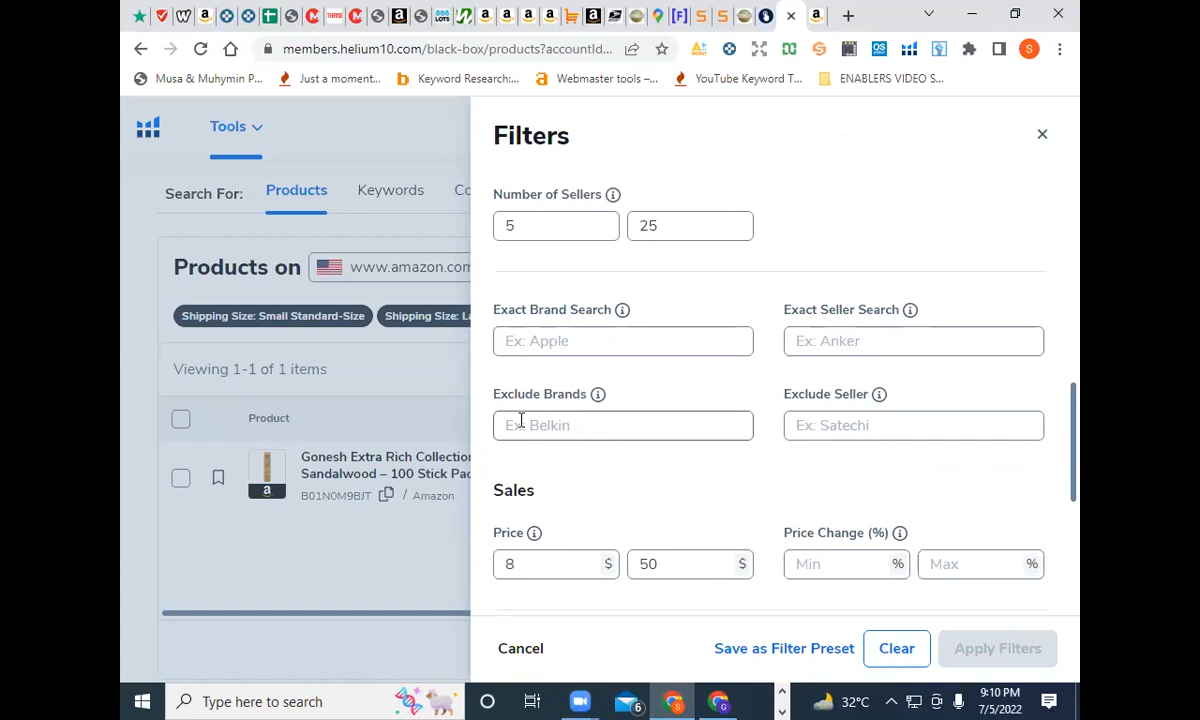 members.helium10.com/black-box/products?accountId...
S
Musa & Muhymin P...
Just a moment...
Keyword Research:...
Webmaster tools –...
YouTube Keyword T...
ENABLERS VIDEO S...
Tools
Filters
Search For:
Products
Keywords
Co
Number of Sellers
5
25
Products on
www.amazon.com
Shipping Size: Small Standard-Size
Shipping Size: La
Exact Brand Search
Ex: Apple
Exact Seller Search
Ex: Anker
Viewing 1-1 of 1 items
Exclude Brands
Ex: Belkin
Exclude Seller
Ex: Satechi
Product
Gonesh Extra Rich Collection
Sandalwood – 100 Stick Pac
B01N0M9BJT / Amazon
Sales
Price
8 $
50 $
Price Change (%)
Min %
Max %
Cancel
Save as Filter Preset
Clear
Apply Filters
Type here to search
6
32°C
9:10 PM
7/5/2022